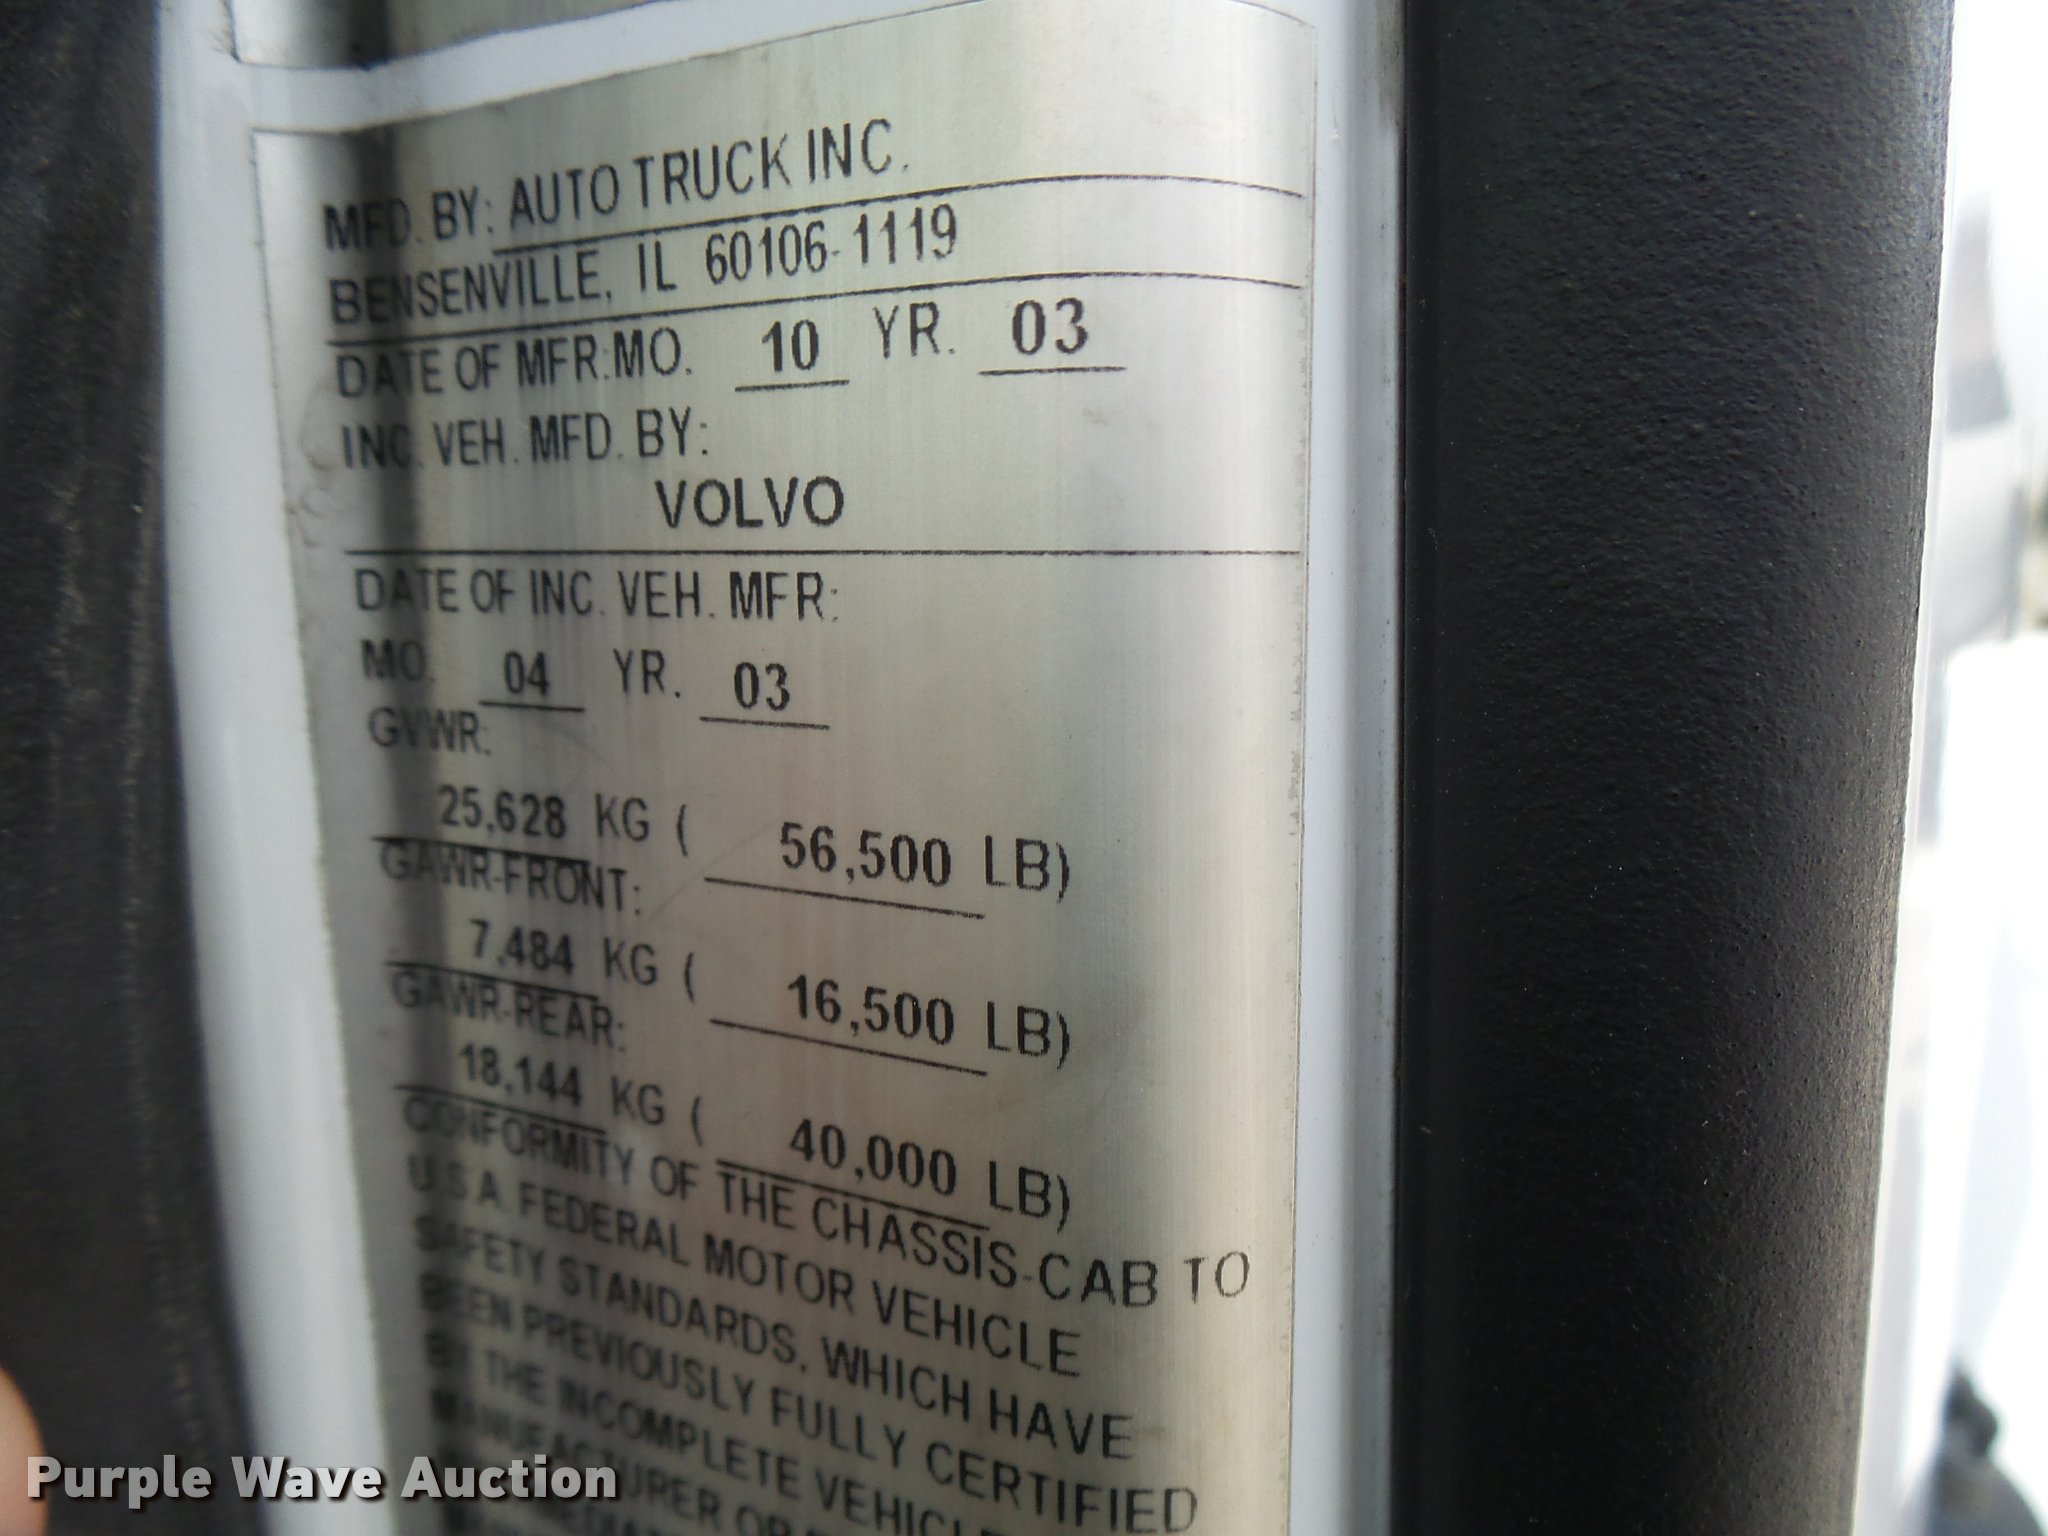 MFD. BY: AUTO TRUCK INC.
BENSENVILLE, IL 60106-1119
DATE OF MFR:MO. 10 YR. 03
INC. VEH. MFD. BY:
VOLVO
DATE OF INC. VEH. MFR:
MO. 04 YR. 03
GVWR:
25,628 KG ( 56,500 LB)
GAWR-FRONT:
7,484 KG ( 16,500 LB)
GAWR-REAR:
18,144 KG ( 40,000 LB)
CONFORMITY OF THE CHASSIS-CAB TO
U.S.A. FEDERAL MOTOR VEHICLE
SAFETY STANDARDS, WHICH HAVE
BEEN PREVIOUSLY FULLY CERTIFIED
BY THE INCOMPLETE VEHICLE
MANUFACTURER OR
Purple Wave Auction